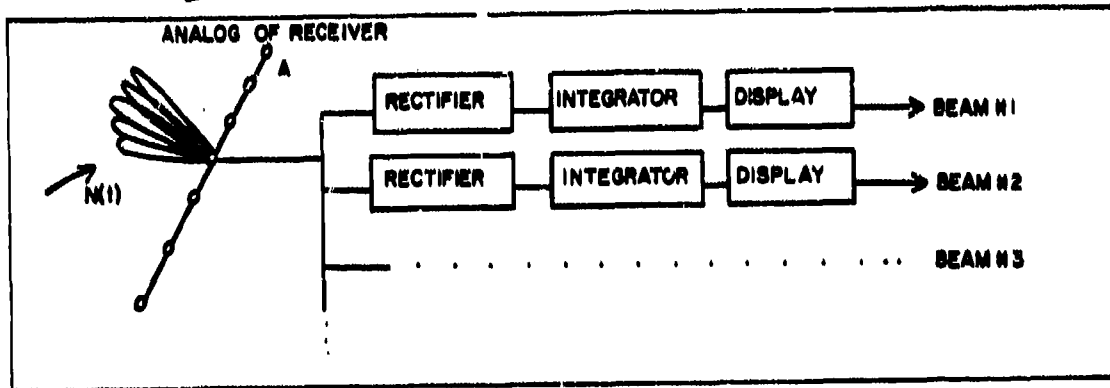 ANALOG OF RECEIVER
A
RECTIFIER INTEGRATOR DISPLAY BEAM #1
N(t)
RECTIFIER INTEGRATOR DISPLAY BEAM #2
BEAM #3